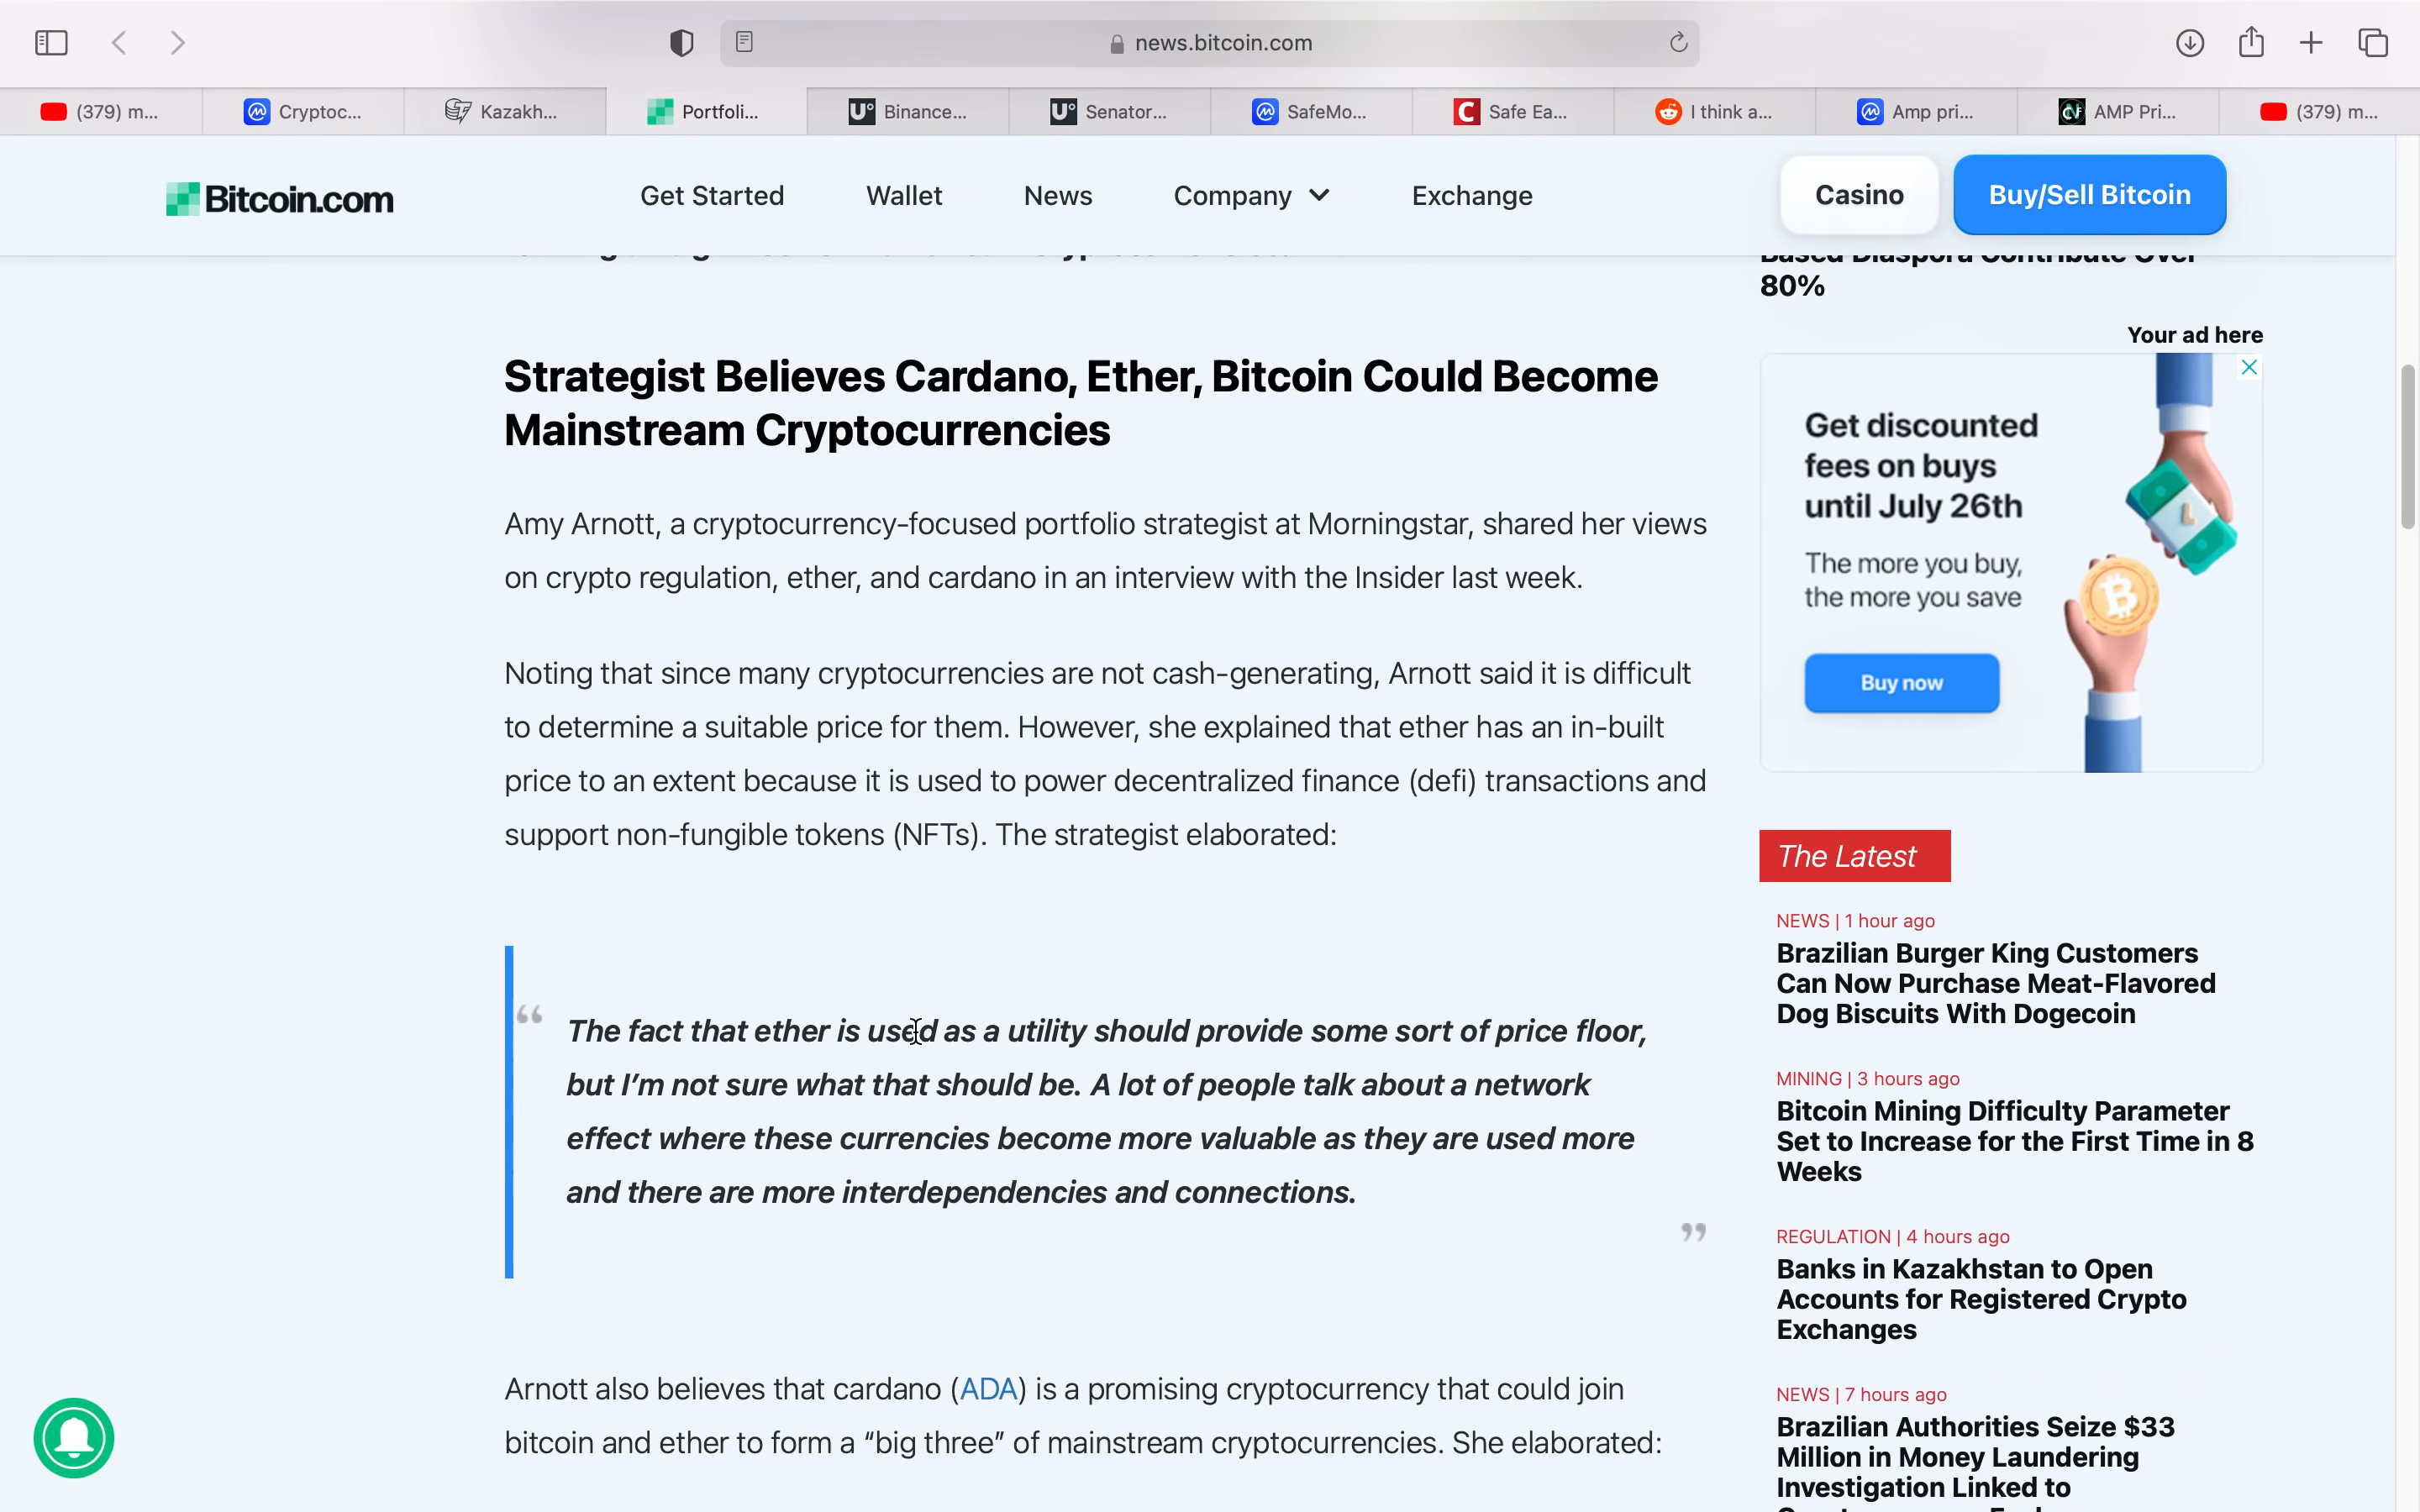 news.bitcoin.com
(379) m...
Cryptoc...
Kazakh...
Portfoli...
Binance...
Senator...
SafeMo...
Safe Ea...
I think a...
Amp pri...
AMP Pri...
(379) m...
Bitcoin.com
Get Started
Wallet
News
Company
Exchange
Casino
Buy/Sell Bitcoin
Strategist Believes Cardano, Ether, Bitcoin Could Become
Mainstream Cryptocurrencies
Amy Arnott, a cryptocurrency-focused portfolio strategist at Morningstar, shared her views
on crypto regulation, ether, and cardano in an interview with the Insider last week.
Noting that since many cryptocurrencies are not cash-generating, Arnott said it is difficult
to determine a suitable price for them. However, she explained that ether has an in-built
price to an extent because it is used to power decentralized finance (defi) transactions and
support non-fungible tokens (NFTs). The strategist elaborated:
“ The fact that ether is used as a utility should provide some sort of price floor,
but I’m not sure what that should be. A lot of people talk about a network
effect where these currencies become more valuable as they are used more
and there are more interdependencies and connections.
”
Arnott also believes that cardano (ADA) is a promising cryptocurrency that could join
bitcoin and ether to form a “big three” of mainstream cryptocurrencies. She elaborated:
Based Diaspora Contribute Over
80%
Your ad here
Get discounted
fees on buys
until July 26th
The more you buy,
the more you save
Buy now
The Latest
NEWS | 1 hour ago
Brazilian Burger King Customers
Can Now Purchase Meat-Flavored
Dog Biscuits With Dogecoin
MINING | 3 hours ago
Bitcoin Mining Difficulty Parameter
Set to Increase for the First Time in 8
Weeks
REGULATION | 4 hours ago
Banks in Kazakhstan to Open
Accounts for Registered Crypto
Exchanges
NEWS | 7 hours ago
Brazilian Authorities Seize $33
Million in Money Laundering
Investigation Linked to